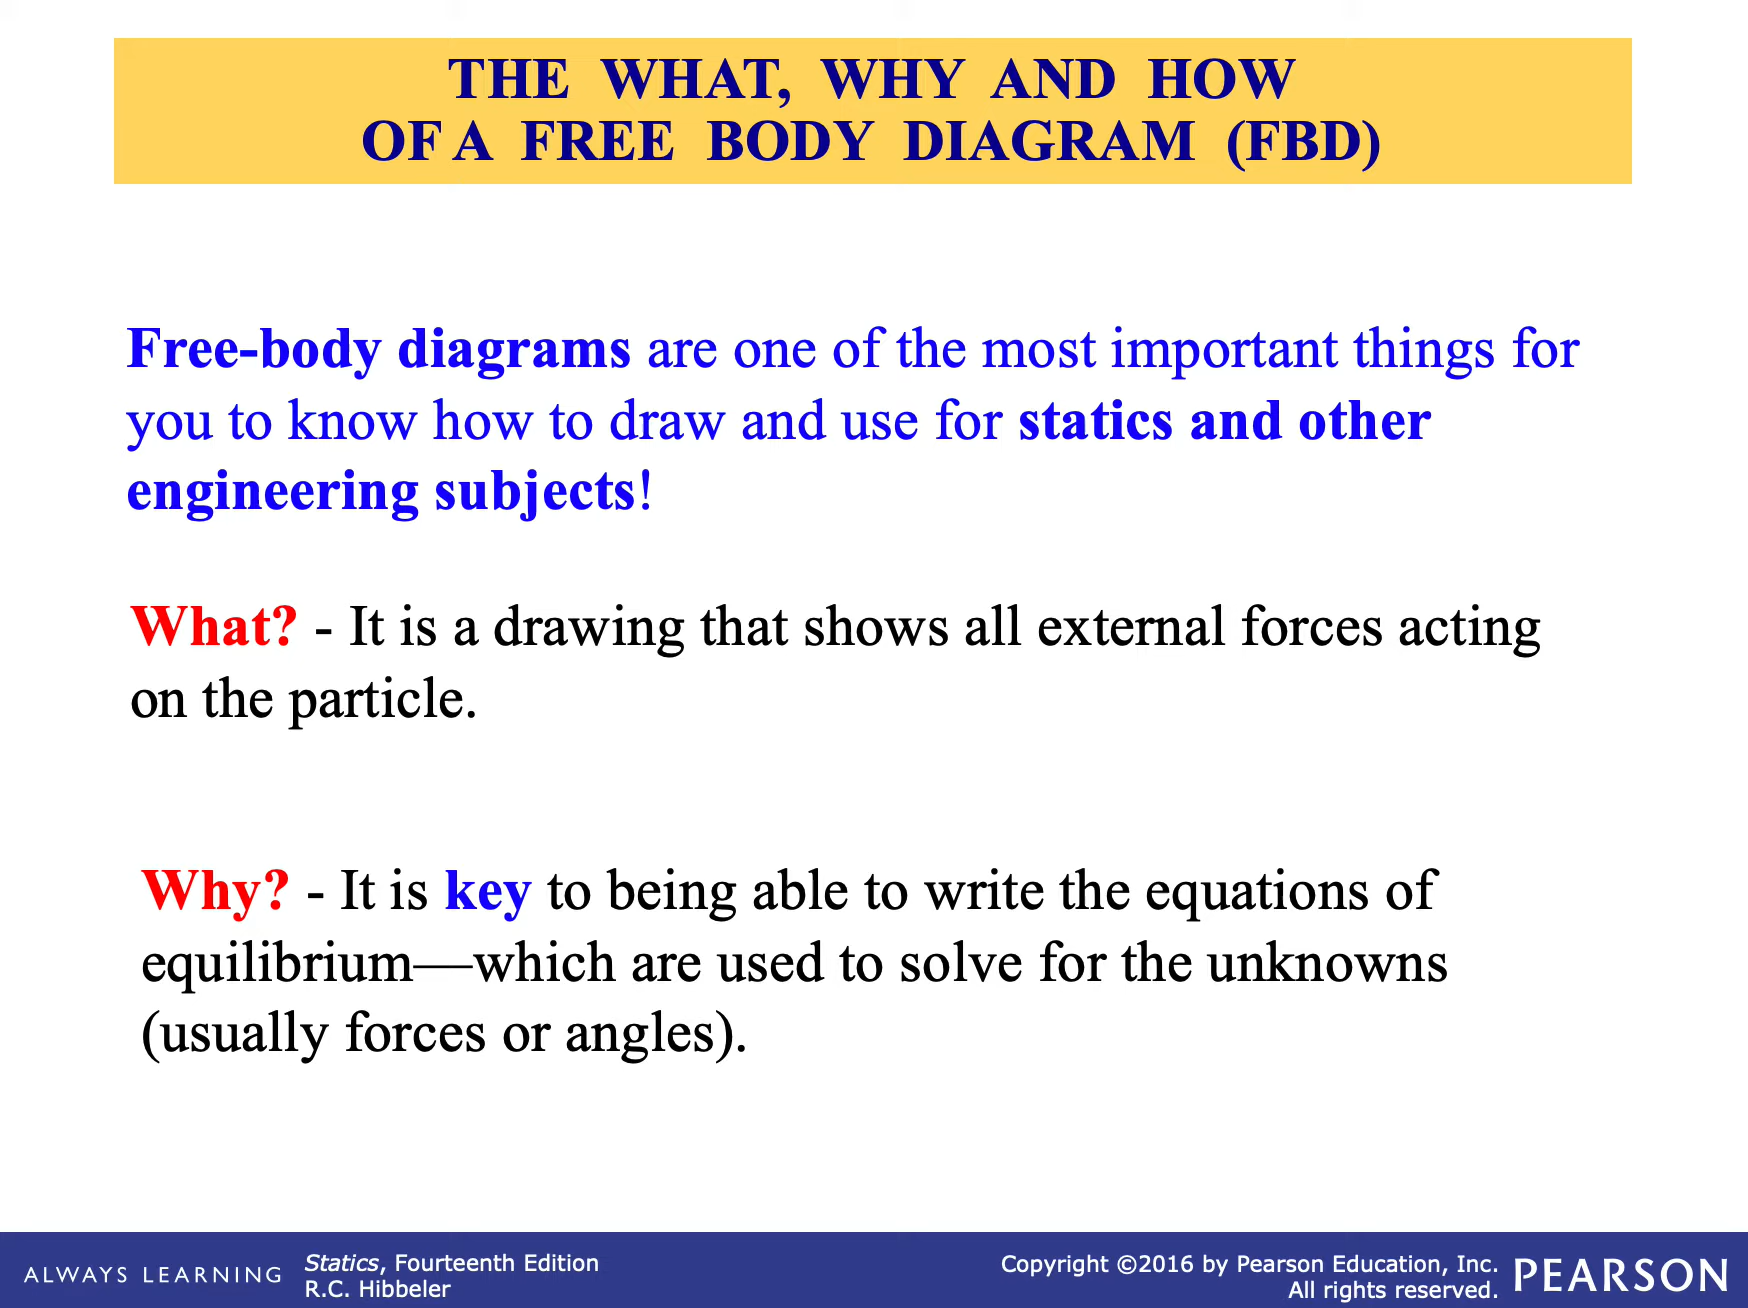 THE WHAT, WHY AND HOW
OF A FREE BODY DIAGRAM (FBD)
Free-body diagrams are one of the most important things for
you to know how to draw and use for statics and other
engineering subjects!
What? - It is a drawing that shows all external forces acting
on the particle.
Why? - It is key to being able to write the equations of
equilibrium—which are used to solve for the unknowns
(usually forces or angles).
ALWAYS LEARNING
Statics, Fourteenth Edition
R.C. Hibbeler
Copyright ©2016 by Pearson Education, Inc.
All rights reserved.
PEARSON